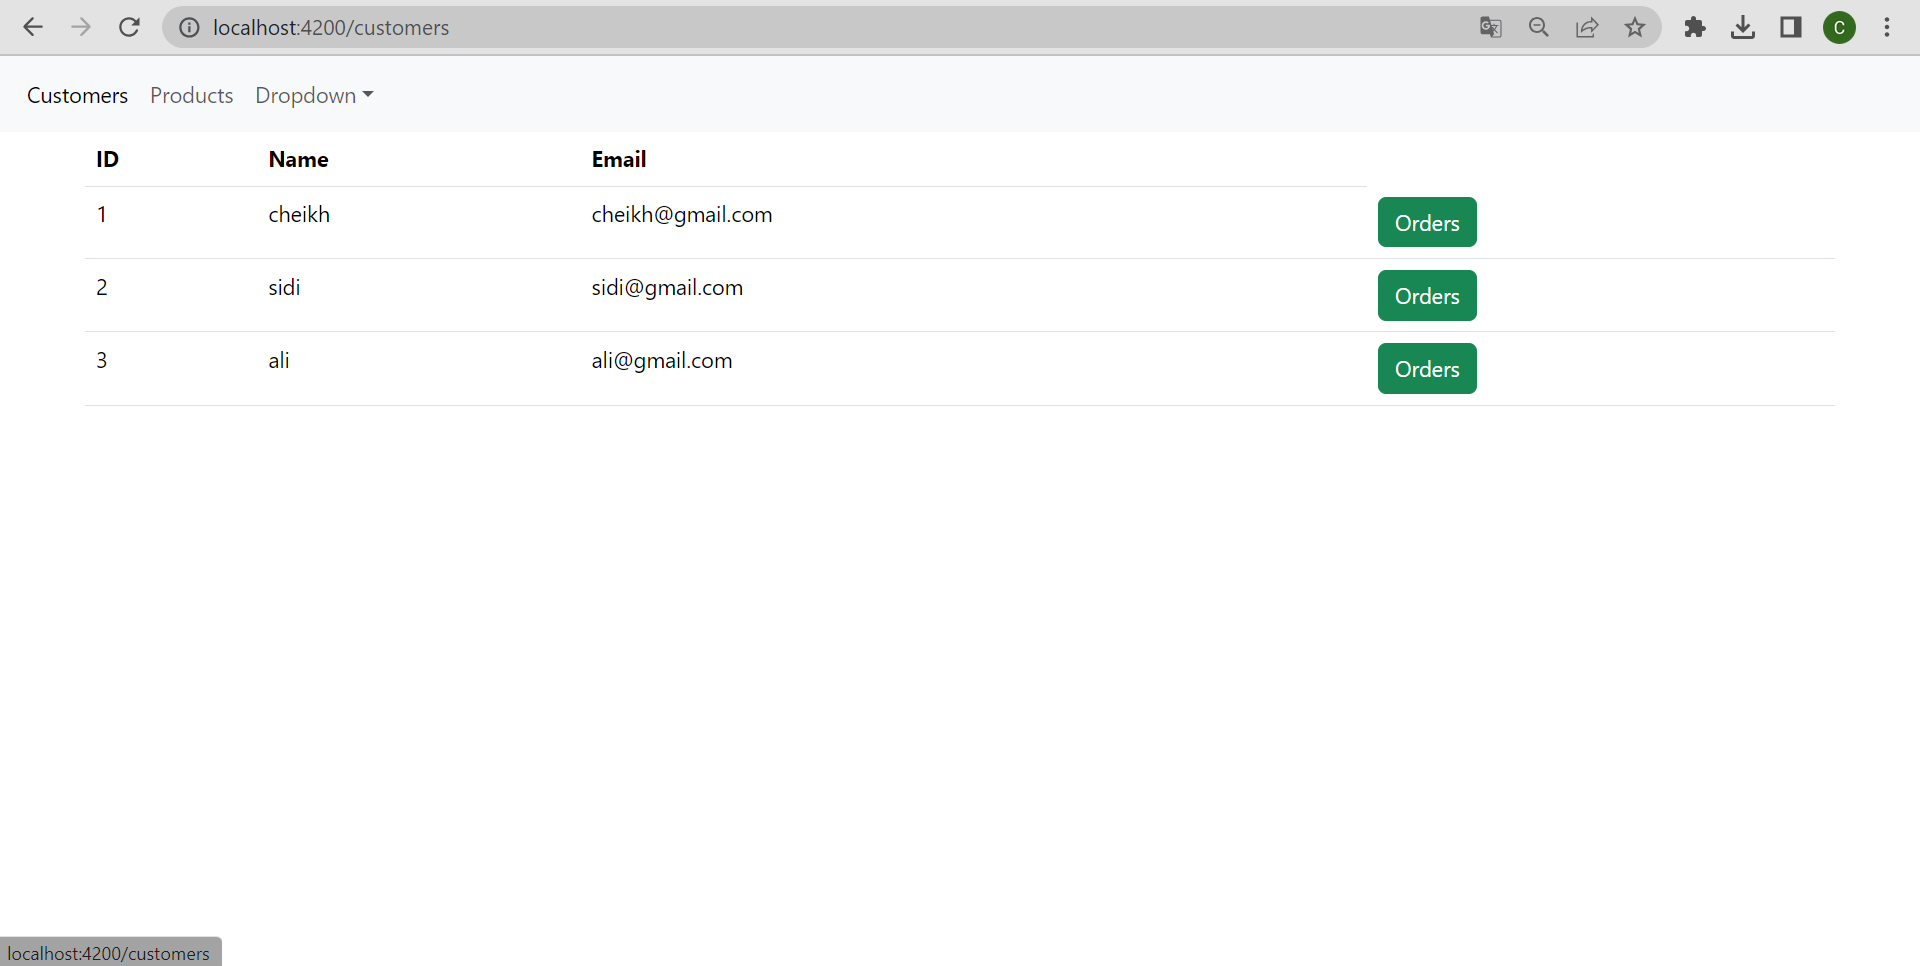 localhost:4200/customers
C
Customers Products Dropdown
ID Name Email
1 cheikh cheikh@gmail.com Orders
2 sidi sidi@gmail.com Orders
3 ali ali@gmail.com Orders
localhost:4200/customers